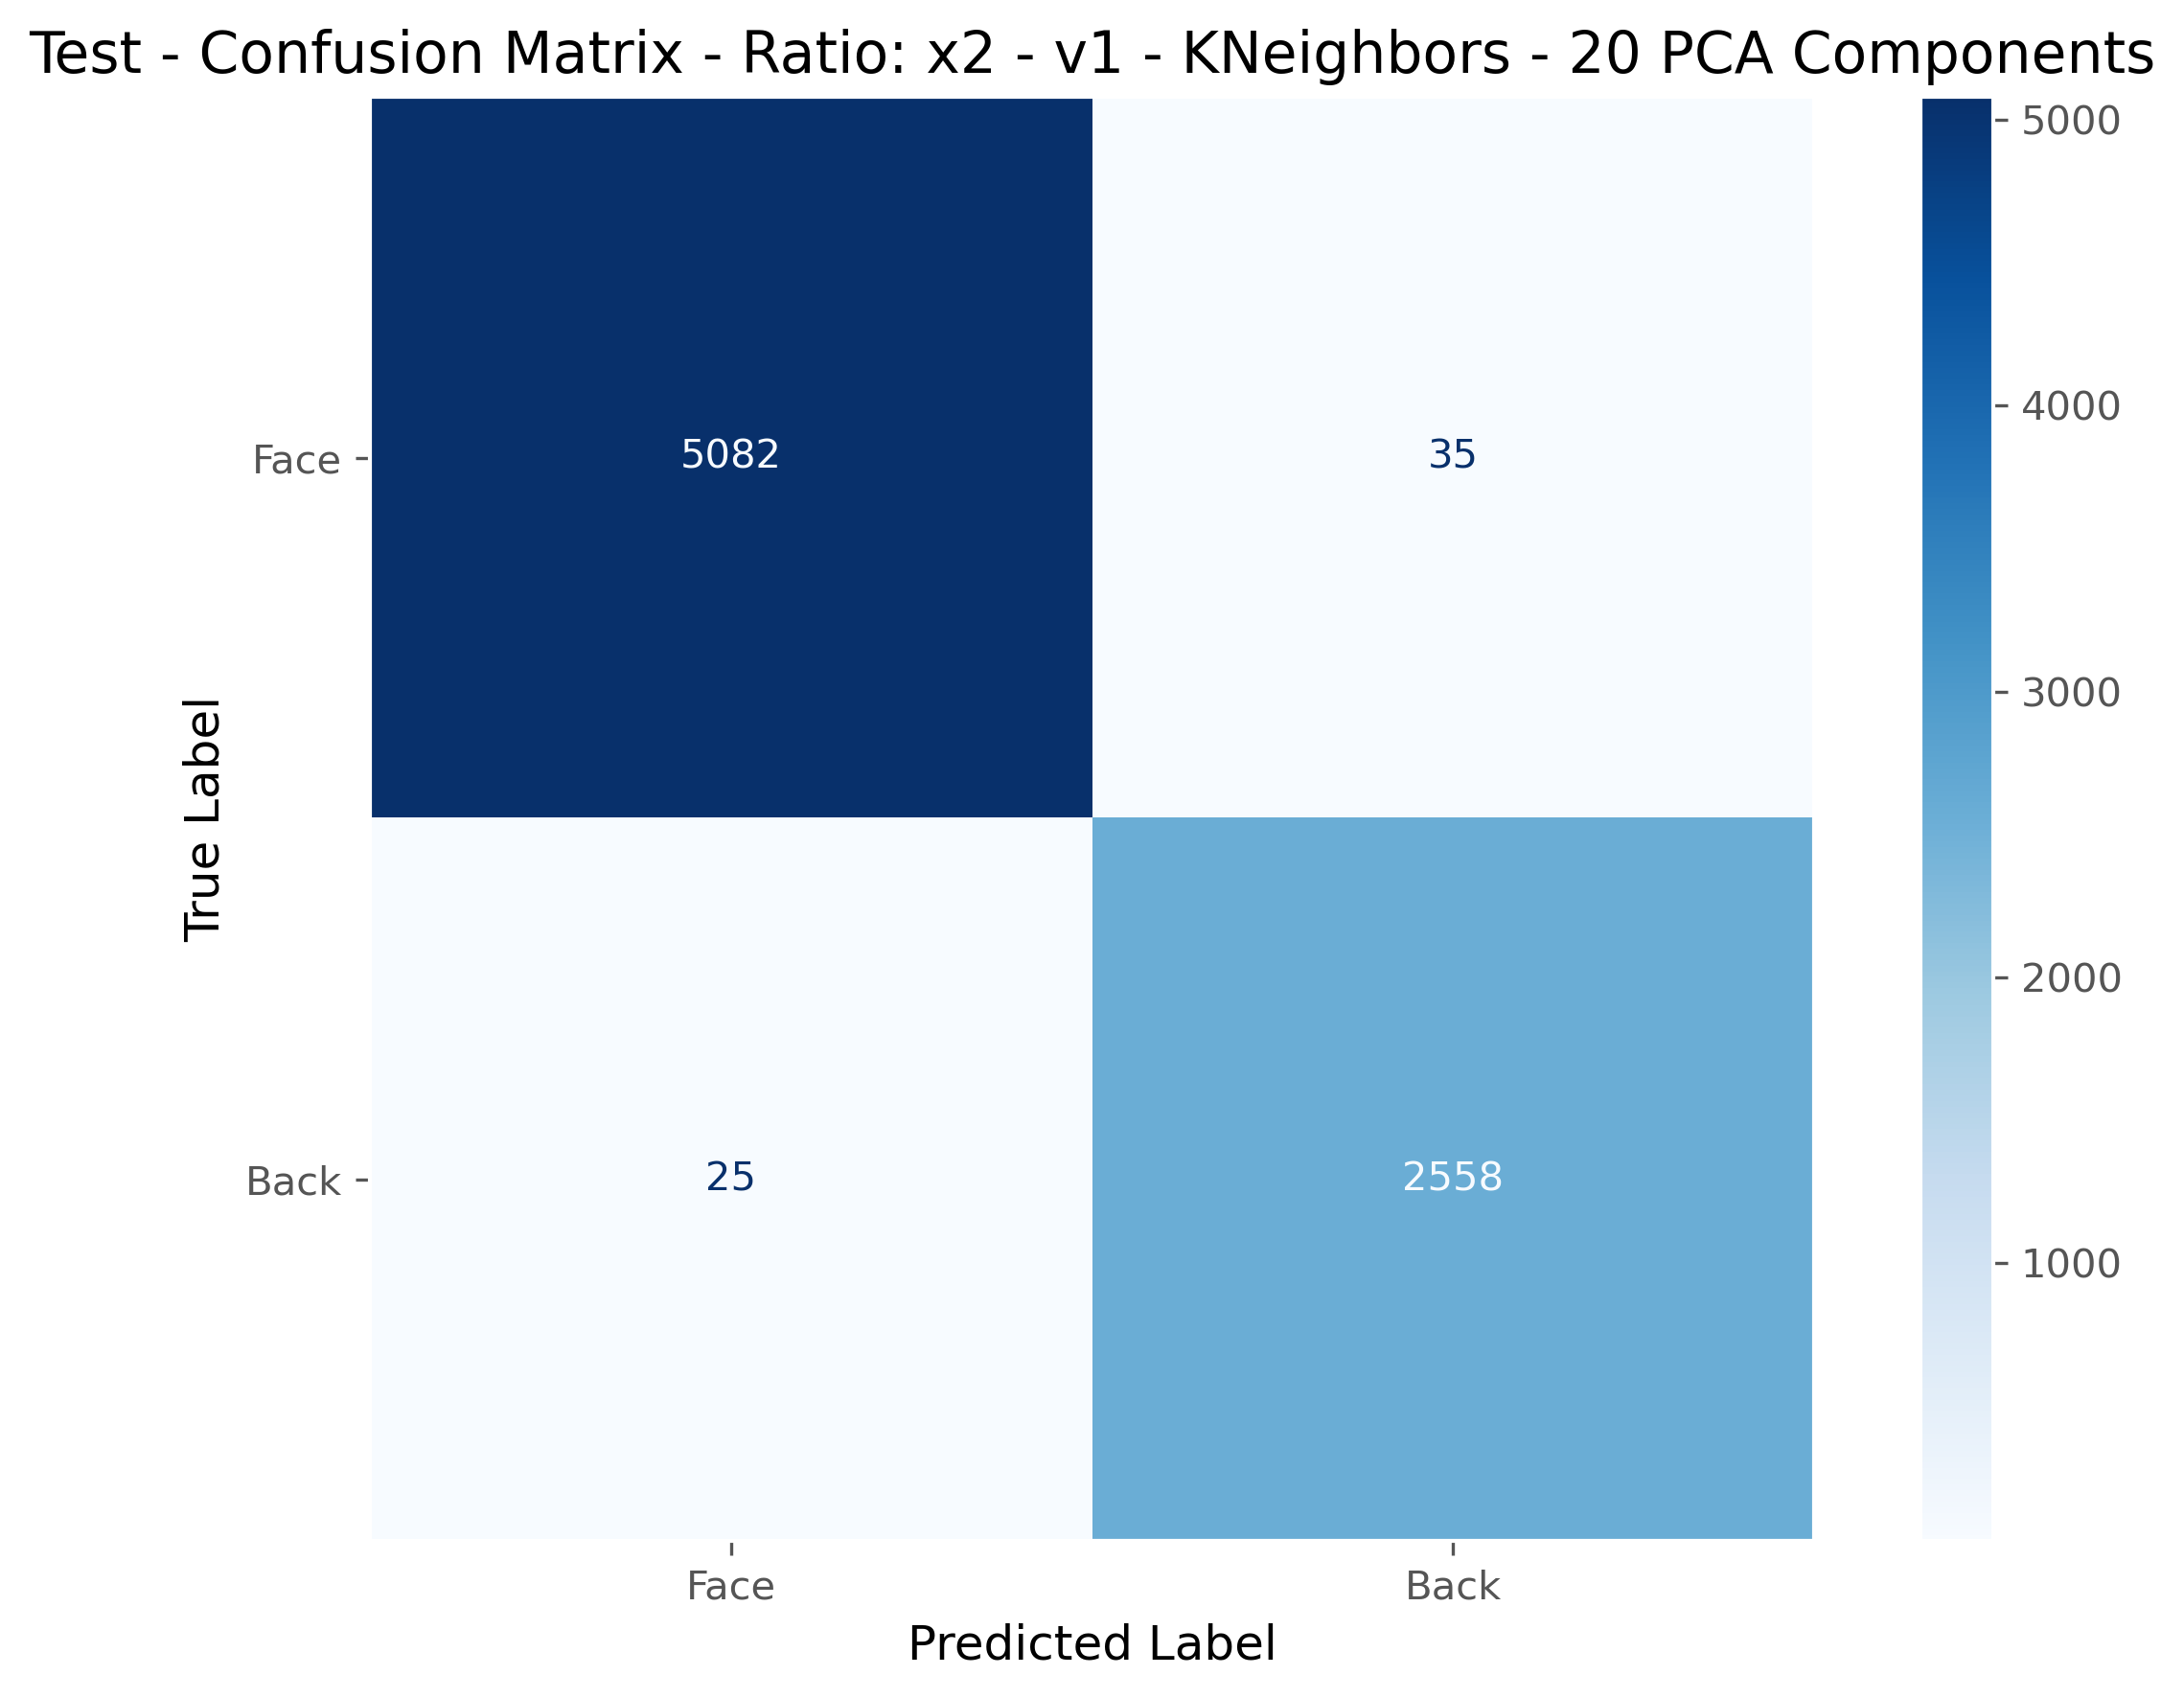 Test - Confusion Matrix - Ratio: x2 - v1 - KNeighbors - 20 PCA Components
True Label
Face
Back
5082
35
25
2558
Face
Back
Predicted Label
5000
4000
3000
2000
1000